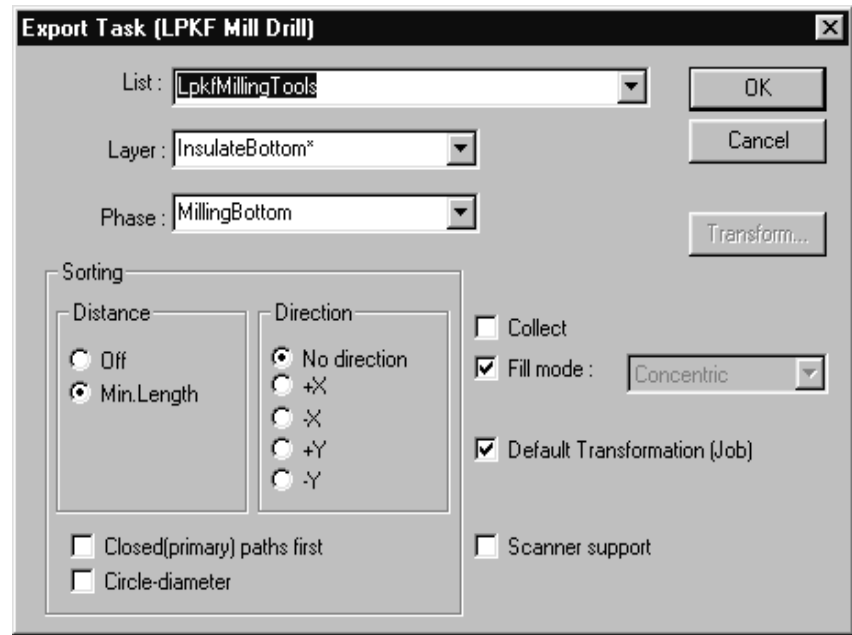 Export Task (LPKF Mill Drill)
List : LpkfMillingTools
OK
Layer : InsulateBottom*
Cancel
Phase : MillingBottom
Transform...
Sorting
Distance
Direction
Off
No direction
Collect
Min.Length
+X
Fill mode : Concentric
-X
+Y
Default Transformation (Job)
-Y
Closed(primary) paths first
Scanner support
Circle-diameter